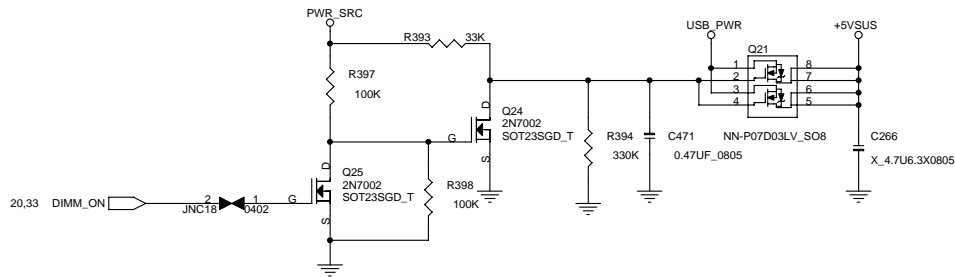 PWR_SRC
R393 33K
USB_PWR +5VSUS
Q21
R397
100K
1 8
2 7
3 6
4 5
D
G
S
Q24
2N7002
SOT23SGD_T
R394
330K
C471
0.47UF_0805
NN-P07D03LV_SO8
C266
X_4.7U6.3X0805
D
G
S
Q25
2N7002
SOT23SGD_T
R398
100K
20,33 DIMM_ON
2 1
JNC18 0402